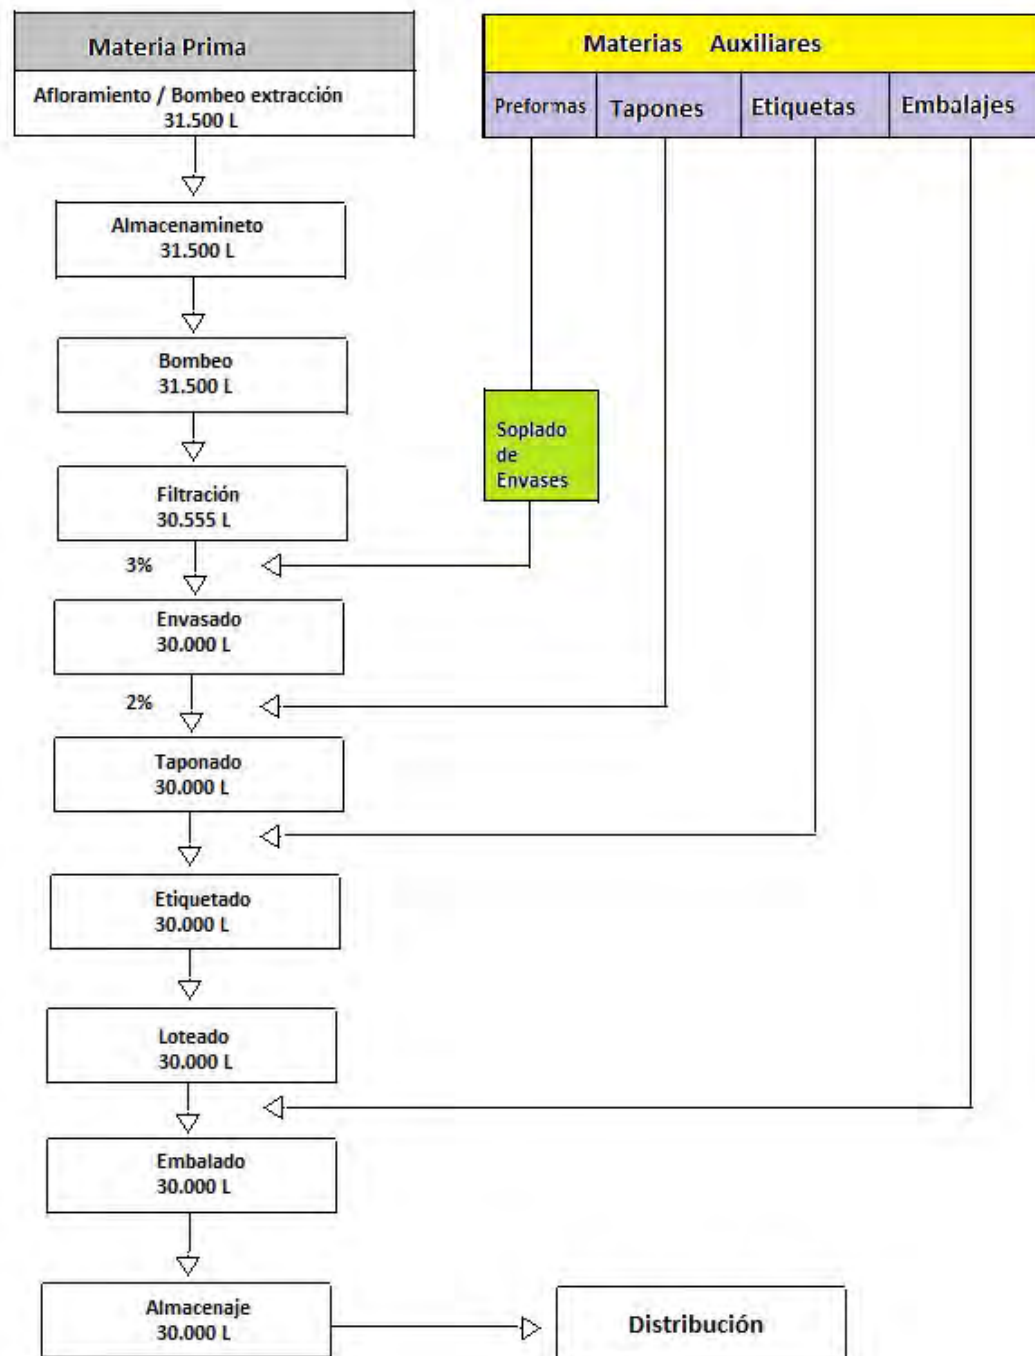 Materia Prima
Afloramiento / Bombeo extracción
31.500 L
Materias Auxiliares
Preformas
Tapones
Etiquetas
Embalajes
Almacenamineto
31.500 L
Bombeo
31.500 L
Soplado
de
Envases
Filtración
30.555 L
3%
Envasado
30.000 L
2%
Taponado
30.000 L
Etiquetado
30.000 L
Loteado
30.000 L
Embalado
30.000 L
Almacenaje
30.000 L
Distribución